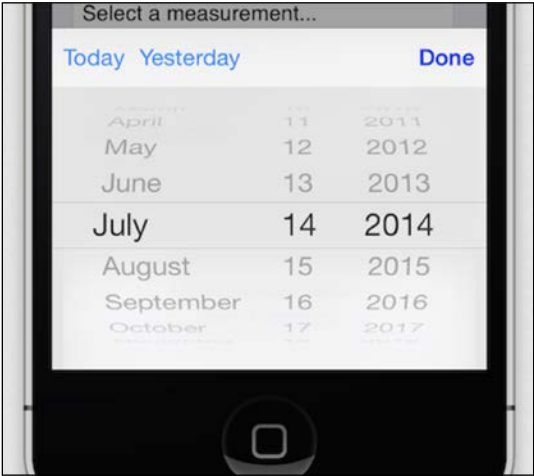 Select a measurement...
Today Yesterday Done
April 11 2011
May 12 2012
June 13 2013
July 14 2014
August 15 2015
September 16 2016
October 17 2017